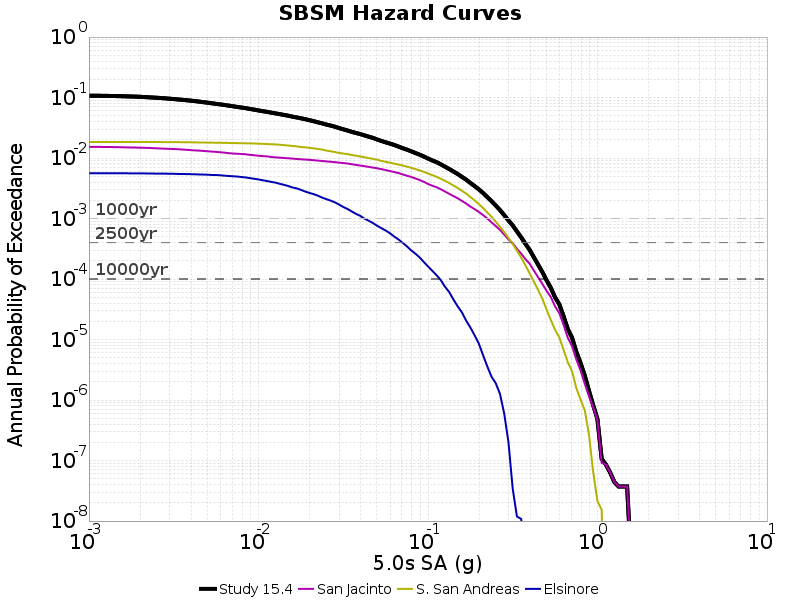 SBSM Hazard Curves
Annual Probability of Exceedance
10^0
10^-1
10^-2
10^-3
10^-4
10^-5
10^-6
10^-7
10^-8
1000yr
2500yr
10000yr
10^-3 10^-2 10^-1 10^0 10^1
5.0s SA (g)
Study 15.4 San Jacinto S. San Andreas Elsinore